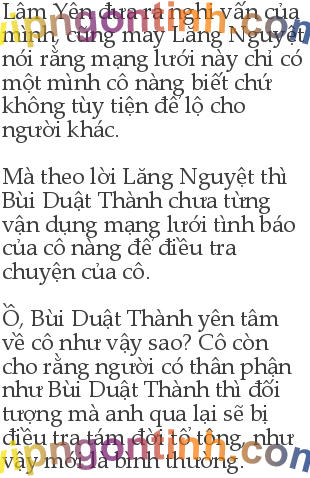 Lâm Yên đưa ra nghi vấn của
mình, cũng may Lăng Nguyệt
nói rằng mạng lưới này chỉ có
một mình cô nàng biết chứ
không tùy tiện để lộ cho
người khác.
Mà theo lời Lăng Nguyệt thì
Bùi Duật Thành chưa từng
vận dụng mạng lưới tình báo
của cô nàng để điều tra
chuyện của cô.
Ồ, Bùi Duật Thành yên tâm
về cô như vậy sao? Cô còn
cho rằng người có thân phận
như Bùi Duật Thành thì đối
tượng mà anh qua lại sẽ bị
điều tra tám đời tổ tông, như
vậy mới là bình thường.
vipngontinh.com
vipngontinh.com